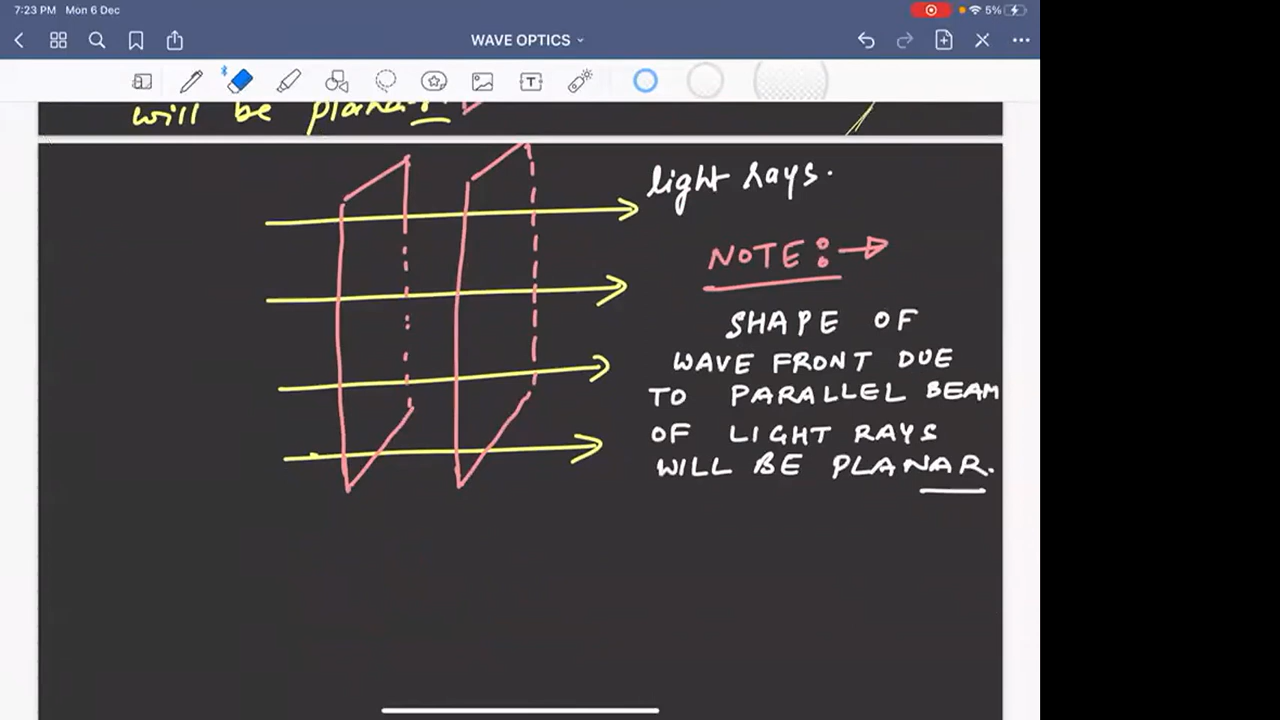 7:23 PM Mon 6 Dec
5%
WAVE OPTICS
will be planar.
light rays.
NOTE:→
SHAPE OF
WAVE FRONT DUE
TO PARALLEL BEAM
OF LIGHT RAYS
WILL BE PLANAR.